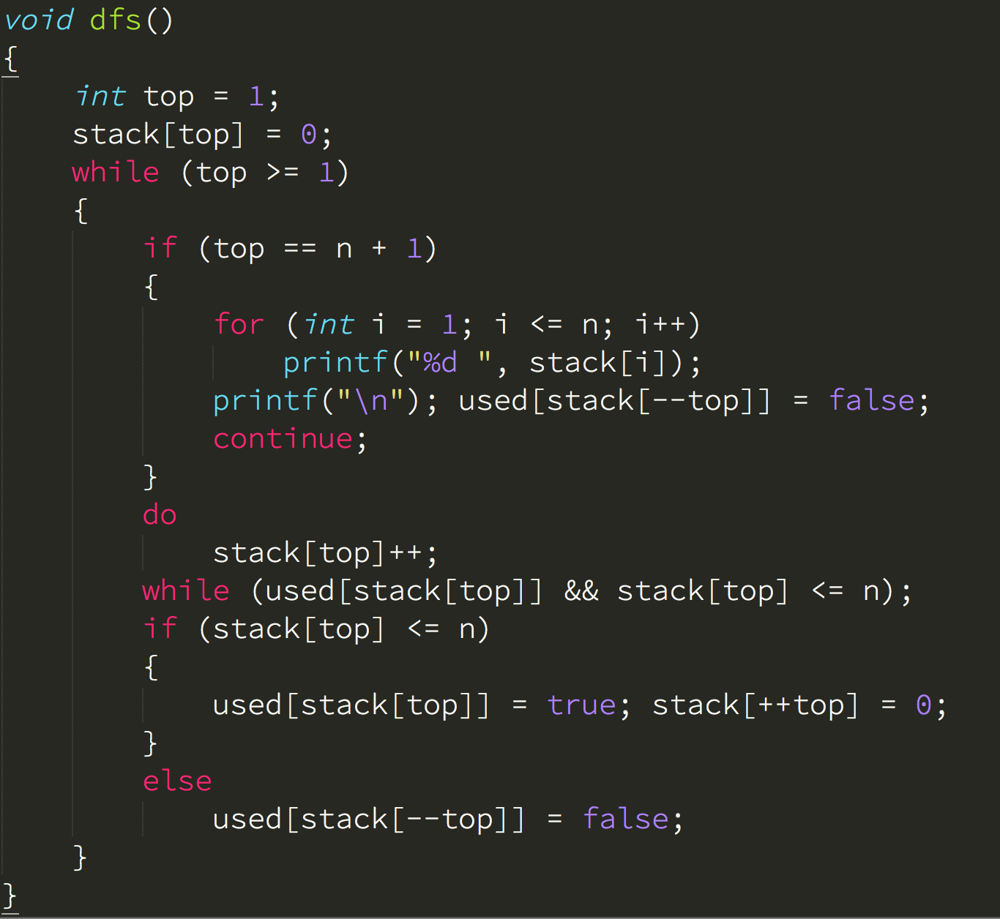 void dfs()
{
    int top = 1;
    stack[top] = 0;
    while (top >= 1)
    {
        if (top == n + 1)
        {
            for (int i = 1; i <= n; i++)
                printf("%d ", stack[i]);
            printf("\n"); used[stack[--top]] = false;
            continue;
        }
        do
            stack[top]++;
        while (used[stack[top]] && stack[top] <= n);
        if (stack[top] <= n)
        {
            used[stack[top]] = true; stack[++top] = 0;
        }
        else
            used[stack[--top]] = false;
    }
}